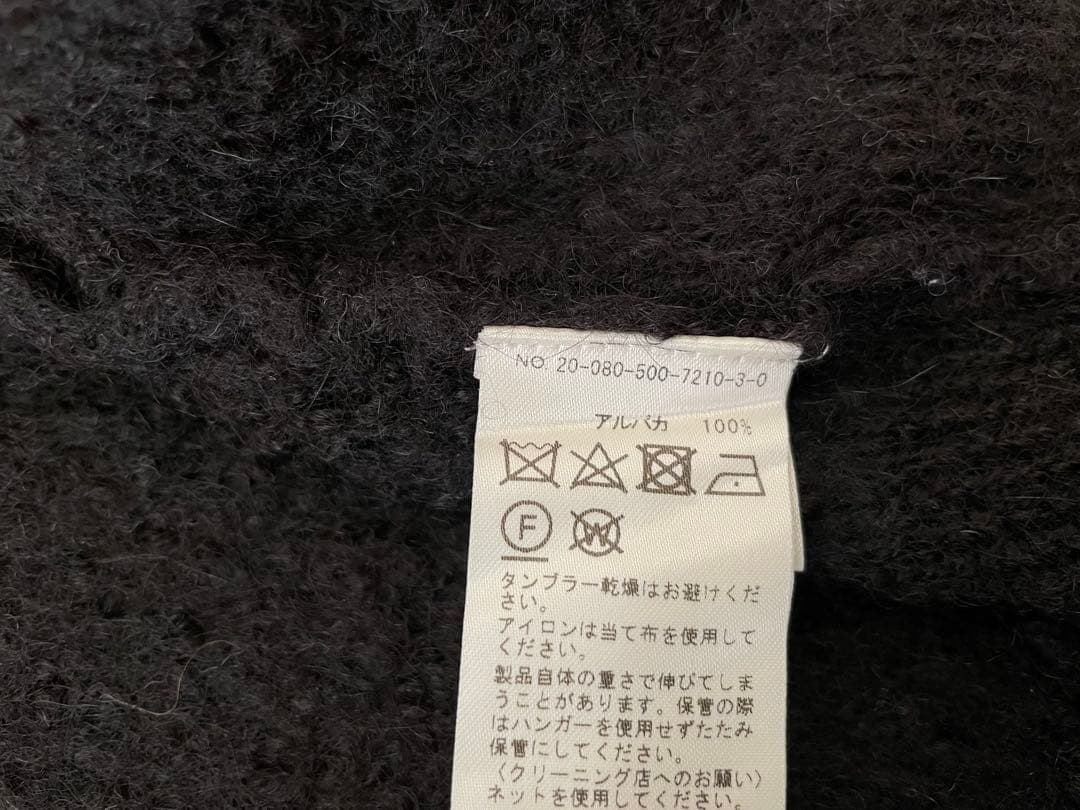 NO. 20-080-500-7210-3-0
アルパカ 100%
F
W
タンブラー乾燥はお避けくだ
さい。
アイロンは当て布を使用して
ください。
製品自体の重さで伸びてしま
うことがあります。保管の際
はハンガーを使用せずたたみ
保管にしてください。
〈クリーニング店へのお願い〉
ネットを使用してください。